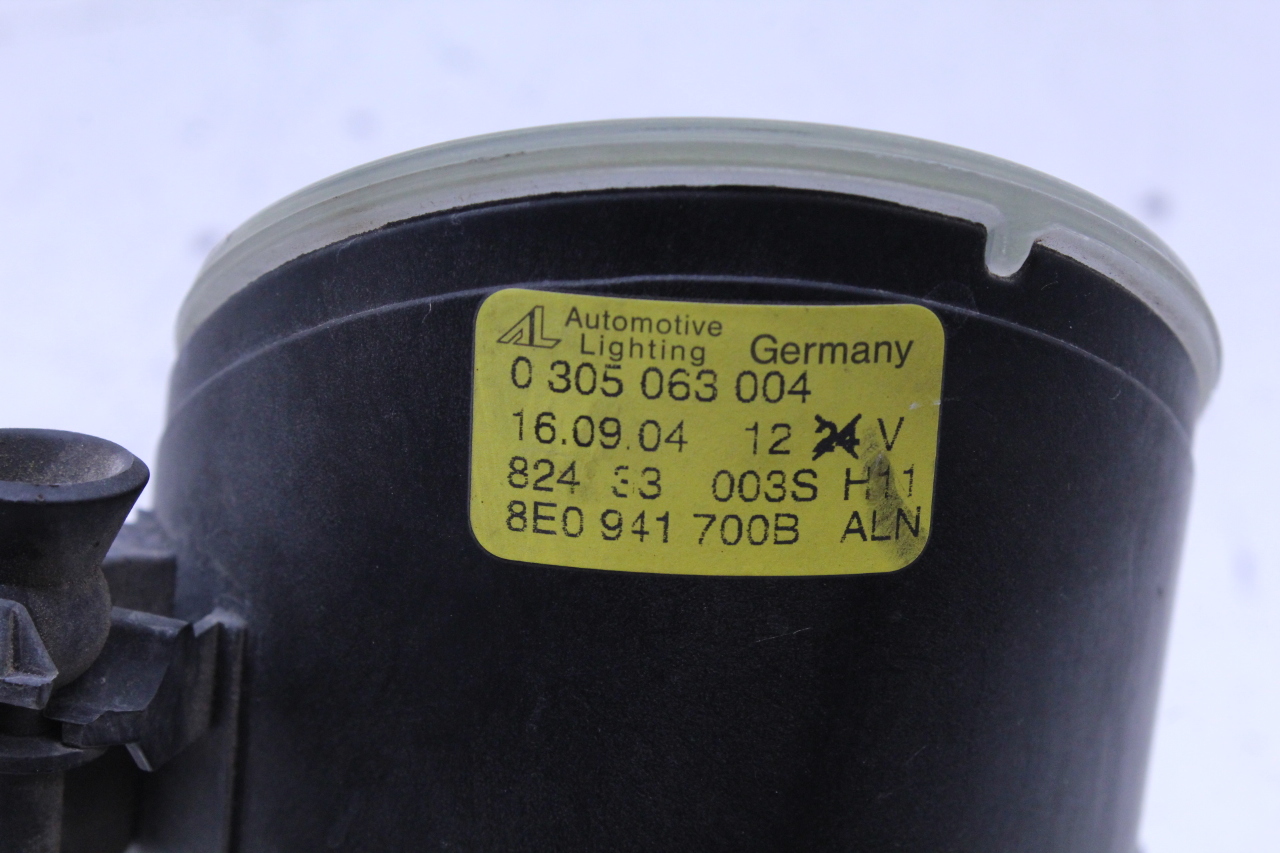 AL Automotive
Lighting Germany
0 305 063 004
16.09.04 12 24 V
824 33 003S H11
8E0 941 700B ALN